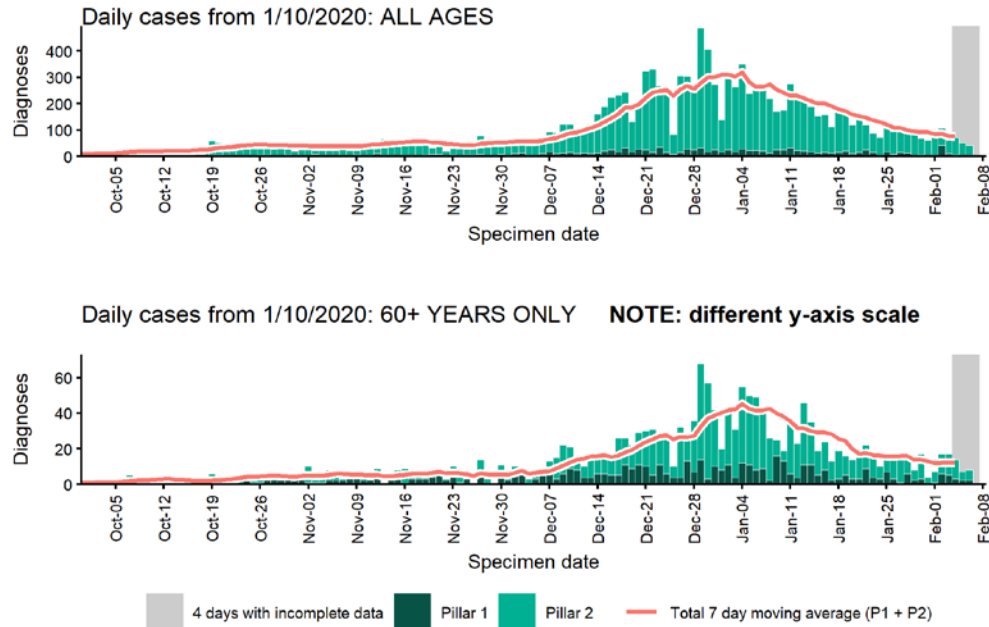 Daily cases from 1/10/2020: ALL AGES
Diagnoses
400
300
200
100
0
Oct-05
Oct-12
Oct-19
Oct-26
Nov-02
Nov-09
Nov-16
Nov-23
Nov-30
Dec-07
Dec-14
Dec-21
Dec-28
Jan-04
Jan-11
Jan-18
Jan-25
Feb-01
Feb-08
Specimen date
Daily cases from 1/10/2020: 60+ YEARS ONLY NOTE: different y-axis scale
Diagnoses
60
40
20
0
Oct-05
Oct-12
Oct-19
Oct-26
Nov-02
Nov-09
Nov-16
Nov-23
Nov-30
Dec-07
Dec-14
Dec-21
Dec-28
Jan-04
Jan-11
Jan-18
Jan-25
Feb-01
Feb-08
Specimen date
4 days with incomplete data Pillar 1 Pillar 2 Total 7 day moving average (P1 + P2)